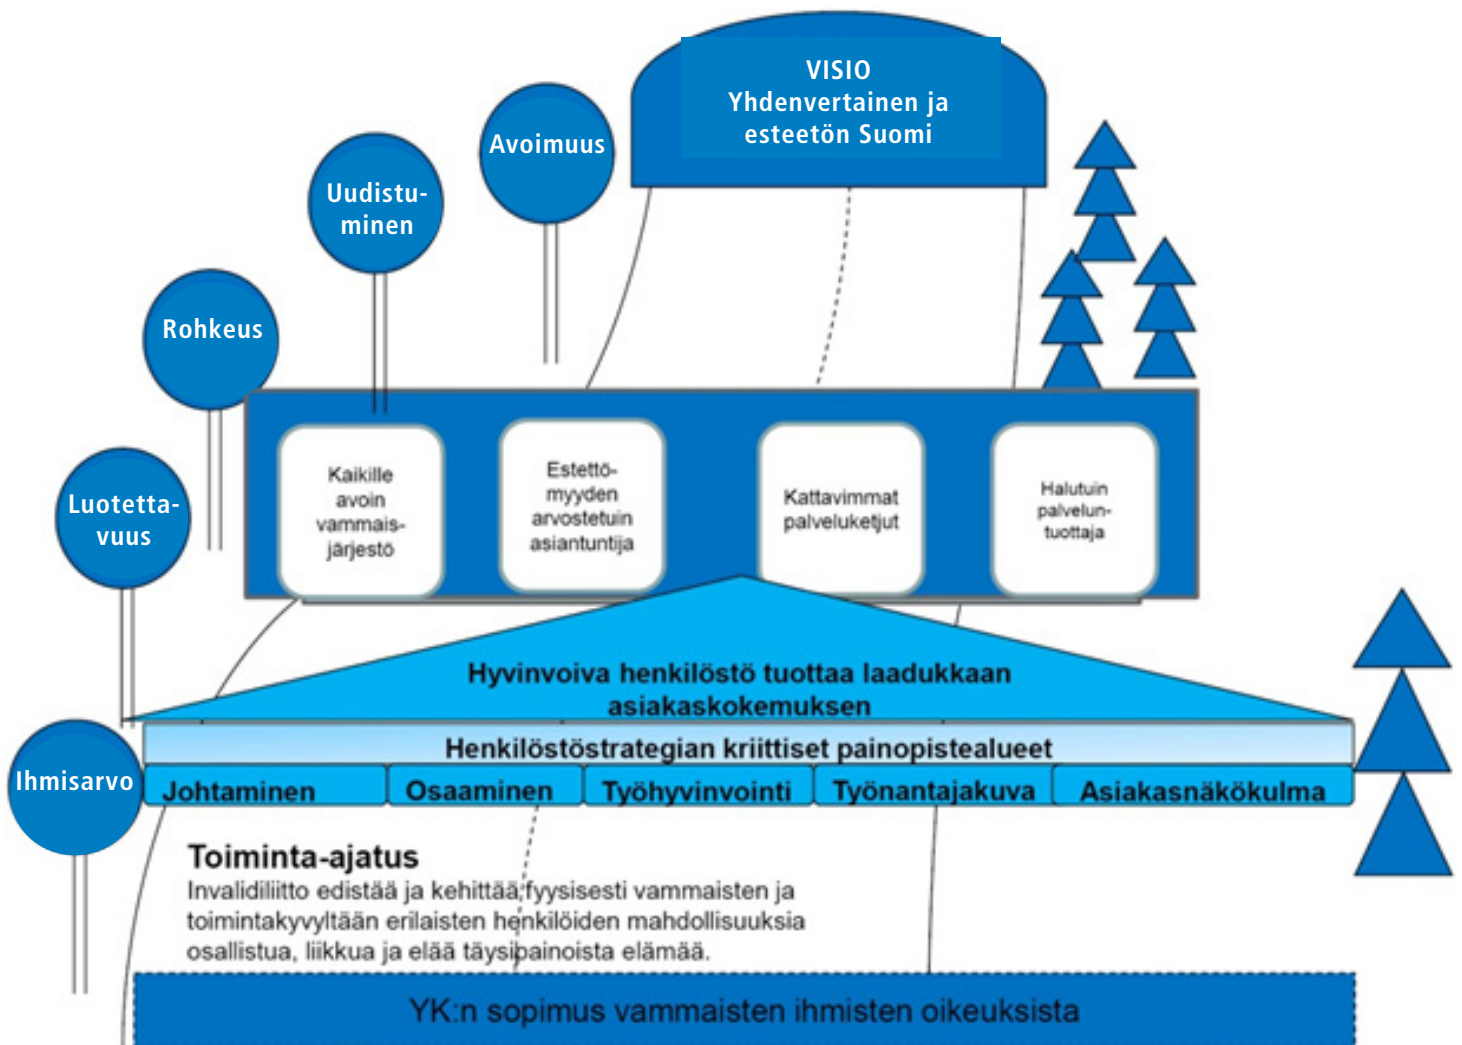 VISIO
Yhdenvertainen ja
esteetön Suomi
Avoimuus
Uudistu-
minen
Rohkeus
Luotetta-
vuus
Ihmisarvo
Kaikille
avoin
vammais-
järjestö
Estettö-
myyden
arvostetuin
asiantuntija
Kattavimmat
palveluketjut
Halutuin
palvelun-
tuottaja
Hyvinvoiva henkilöstö tuottaa laadukkaan
asiakaskokemuksen
Henkilöstöstrategian kriittiset painopistealueet
Johtaminen
Osaaminen
Työhyvinvointi
Työnantajakuva
Asiakasnäkökulma
Toiminta-ajatus
Invalidiliitto edistää ja kehittää fyysisesti vammaisten ja
toimintakyvyltään erilaisten henkilöiden mahdollisuuksia
osallistua, liikkua ja elää täysipainoista elämää.
YK:n sopimus vammaisten ihmisten oikeuksista